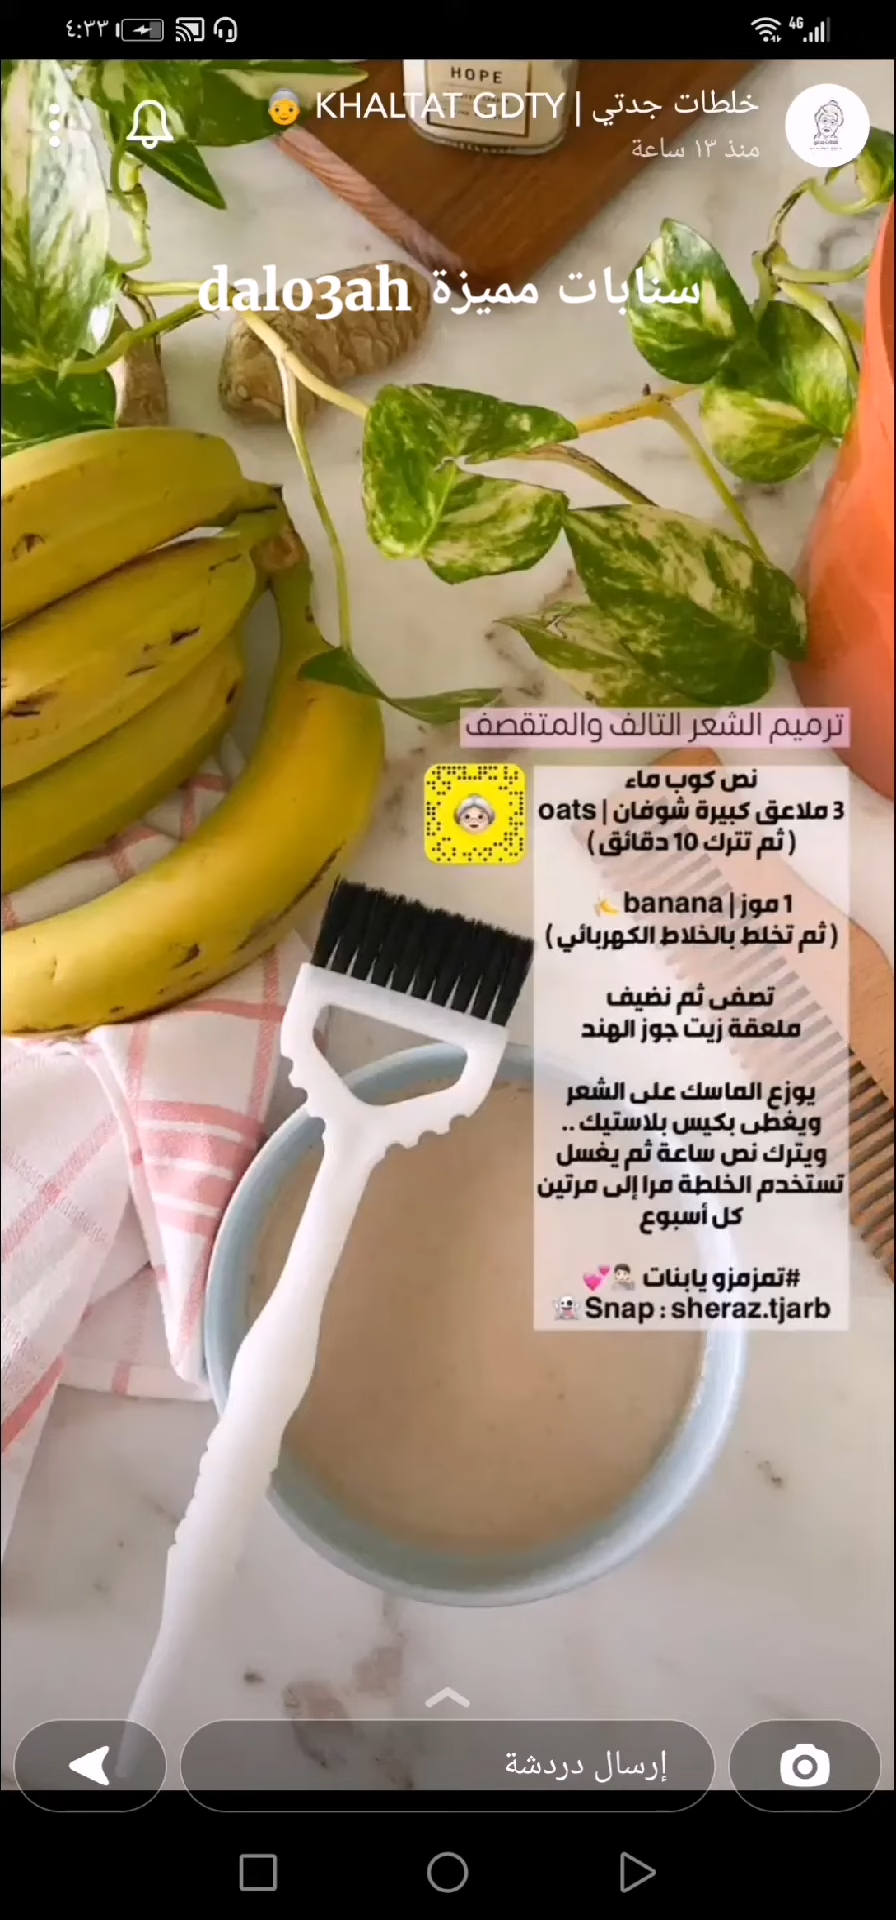 ٤:٣٣
4G
HOPE
خلطات جدتي | KHALTAT GDTY 👵
منذ ١٣ ساعة
سنابات مميزة dalo3ah
ترميم الشعر التالف والمتقصف
نص كوب ماء
3 ملاعق كبيرة شوفان | oats
( ثم تترك 10 دقائق )
1 موز | banana 🍌
( ثم تخلط بالخلاط الكهربائي )
تصفى ثم نضيف
ملعقة زيت جوز الهند
يوزع الماسك على الشعر
ويغطى بكيس بلاستيك ..
ويترك نص ساعة ثم يغسل
تستخدم الخلطة مرا إلى مرتين
كل أسبوع
#تمزمزو يابنات 💆🏻💕
Snap : sheraz.tjarb 👻
إرسال دردشة